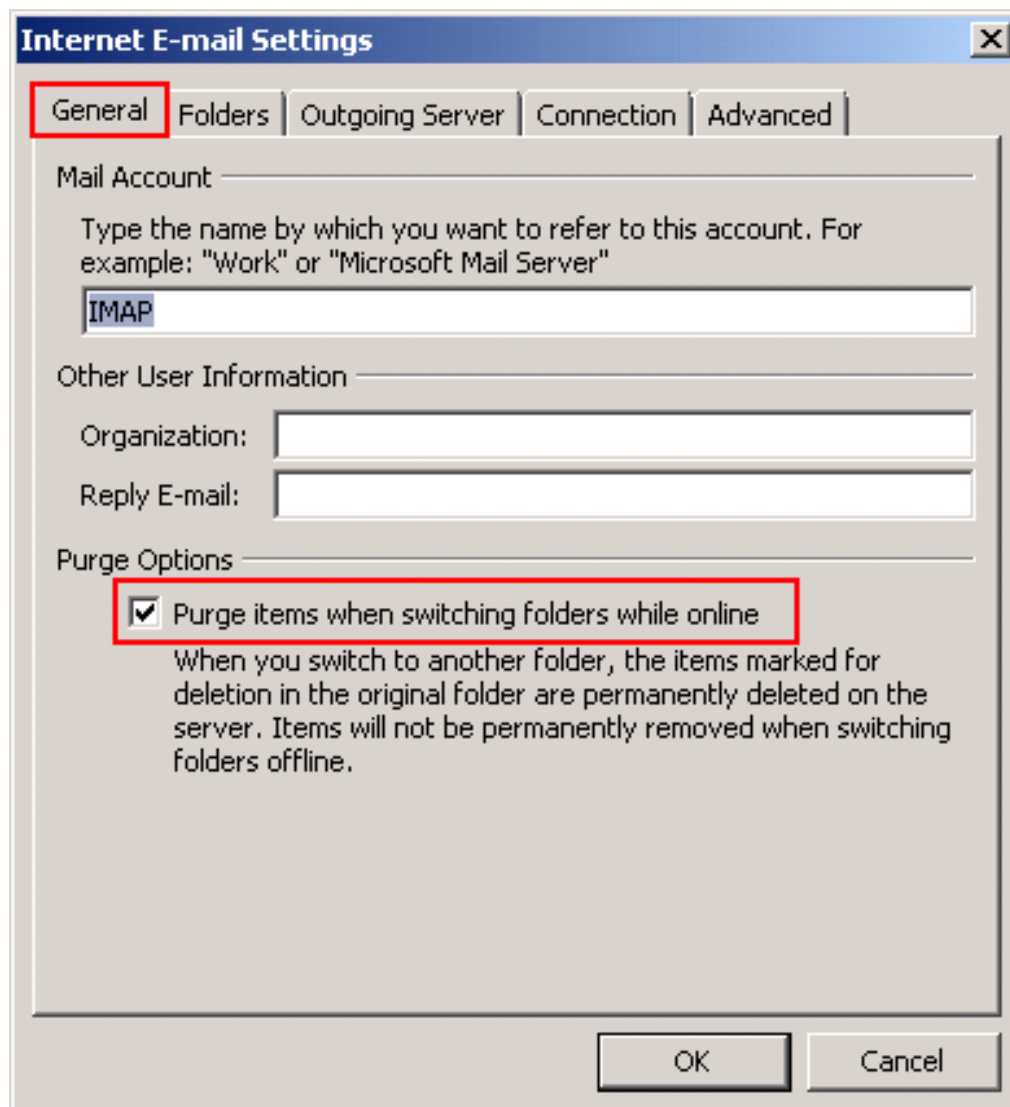 Internet E-mail Settings
General Folders Outgoing Server Connection Advanced
Mail Account
Type the name by which you want to refer to this account. For
example: "Work" or "Microsoft Mail Server"
IMAP
Other User Information
Organization:
Reply E-mail:
Purge Options
Purge items when switching folders while online
When you switch to another folder, the items marked for
deletion in the original folder are permanently deleted on the
server. Items will not be permanently removed when switching
folders offline.
OK Cancel